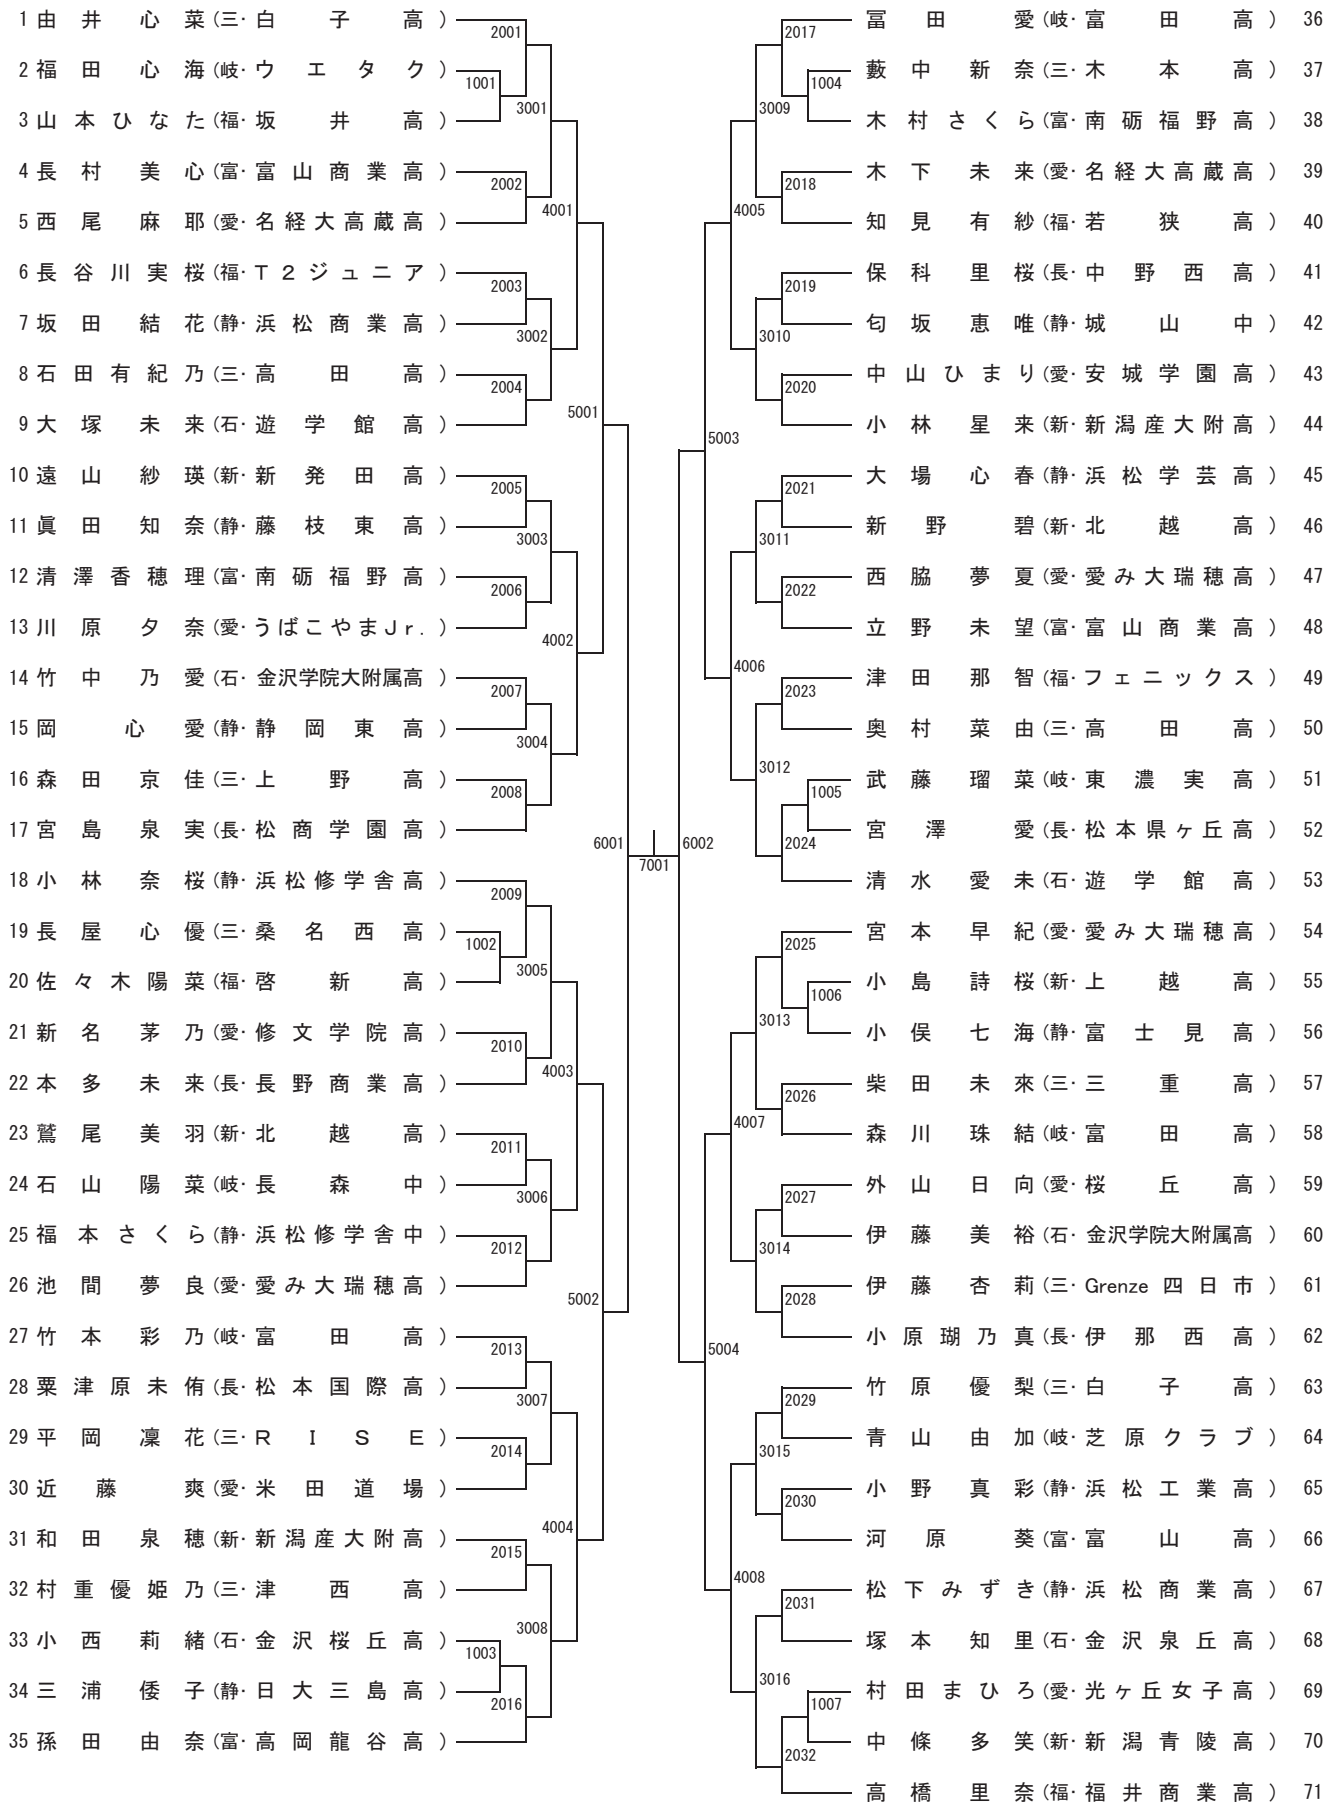 1 由井心菜 (三・白子高)
2 福田心海 (岐・ウエタク)
3 山本ひなた (福・坂井高)
4 長村美心 (富・富山商業高)
5 西尾麻耶 (愛・名経大高蔵高)
6 長谷川実桜 (福・T2ジュニア)
7 坂田結花 (静・浜松商業高)
8 石田有紀乃 (三・高田高)
9 大塚未来 (石・遊学館高)
10 遠山紗瑛 (新・新発田高)
11 眞田知奈 (静・藤枝東高)
12 清澤香穂理 (富・南砺福野高)
13 川原夕奈 (愛・うばこやまJr.)
14 竹中乃愛 (石・金沢学院大附属高)
15 岡心愛 (静・静岡東高)
16 森田京佳 (三・上野高)
17 宮島泉実 (長・松商学園高)
18 小林奈桜 (静・浜松修学舎高)
19 長屋心優 (三・桑名西高)
20 佐々木陽菜 (福・啓新高)
21 新名茅乃 (愛・修文学院高)
22 本多未来 (長・長野商業高)
23 鷲尾美羽 (新・北越高)
24 石山陽菜 (岐・長森中)
25 福本さくら (静・浜松修学舎中)
26 池間夢良 (愛・愛み大瑞穂高)
27 竹本彩乃 (岐・富田高)
28 粟津原未侑 (長・松本国際高)
29 平岡凜花 (三・RISE)
30 近藤爽 (愛・米田道場)
31 和田泉穂 (新・新潟産大附高)
32 村重優姫乃 (三・津西高)
33 小西莉緒 (石・金沢桜丘高)
34 三浦倭子 (静・日大三島高)
35 孫田由奈 (富・高岡龍谷高)
2001
1001
3001
2002
4001
2003
3002
2004
5001
2005
3003
2006
4002
2007
3004
2008
6001
2009
1002
3005
2010
4003
2011
3006
2012
5002
2013
3007
2014
4004
2015
3008
1003
2016
7001
2017
1004
3009
2018
4005
2019
3010
2020
5003
2021
3011
2022
4006
2023
3012
1005
2024
6002
2025
1006
3013
2026
4007
2027
3014
2028
5004
2029
3015
2030
4008
2031
3016
1007
2032
冨田愛 (岐・富田高) 36
藪中新奈 (三・木本高) 37
木村さくら (富・南砺福野高) 38
木下未来 (愛・名経大高蔵高) 39
知見有紗 (福・若狭高) 40
保科里桜 (長・中野西高) 41
匂坂恵唯 (静・城山中) 42
中山ひまり (愛・安城学園高) 43
小林星来 (新・新潟産大附高) 44
大場心春 (静・浜松学芸高) 45
新野碧 (新・北越高) 46
西脇夢夏 (愛・愛み大瑞穂高) 47
立野未望 (富・富山商業高) 48
津田那智 (福・フェニックス) 49
奥村菜由 (三・高田高) 50
武藤瑠菜 (岐・東濃実高) 51
宮澤愛 (長・松本県ヶ丘高) 52
清水愛未 (石・遊学館高) 53
宮本早紀 (愛・愛み大瑞穂高) 54
小島詩桜 (新・上越高) 55
小俣七海 (静・富士見高) 56
柴田未來 (三・三重高) 57
森川珠結 (岐・富田高) 58
外山日向 (愛・桜丘高) 59
伊藤美裕 (石・金沢学院大附属高) 60
伊藤杏莉 (三・Grenze四日市) 61
小原瑚乃真 (長・伊那西高) 62
竹原優梨 (三・白子高) 63
青山由加 (岐・芝原クラブ) 64
小野真彩 (静・浜松工業高) 65
河原葵 (富・富山高) 66
松下みずき (静・浜松商業高) 67
塚本知里 (石・金沢泉丘高) 68
村田まひろ (愛・光ヶ丘女子高) 69
中條多笑 (新・新潟青陵高) 70
高橋里奈 (福・福井商業高) 71